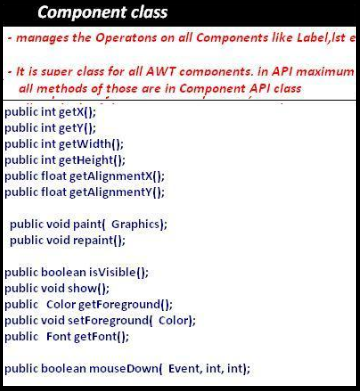 Component class
- manages the Operatons on all Components like Label,lst e
- It is super class for all AWT components. in API maximum
all methods of those are in Component API class
public int getX();
public int getY();
public int getWidth();
public int getHeight();
public float getAlignmentX();
public float getAlignmentY();
public void paint( Graphics);
public void repaint();
public boolean isVisible();
public void show();
public Color getForeground();
public void setForeground( Color);
public Font getFont();
public boolean mouseDown( Event, int, int);